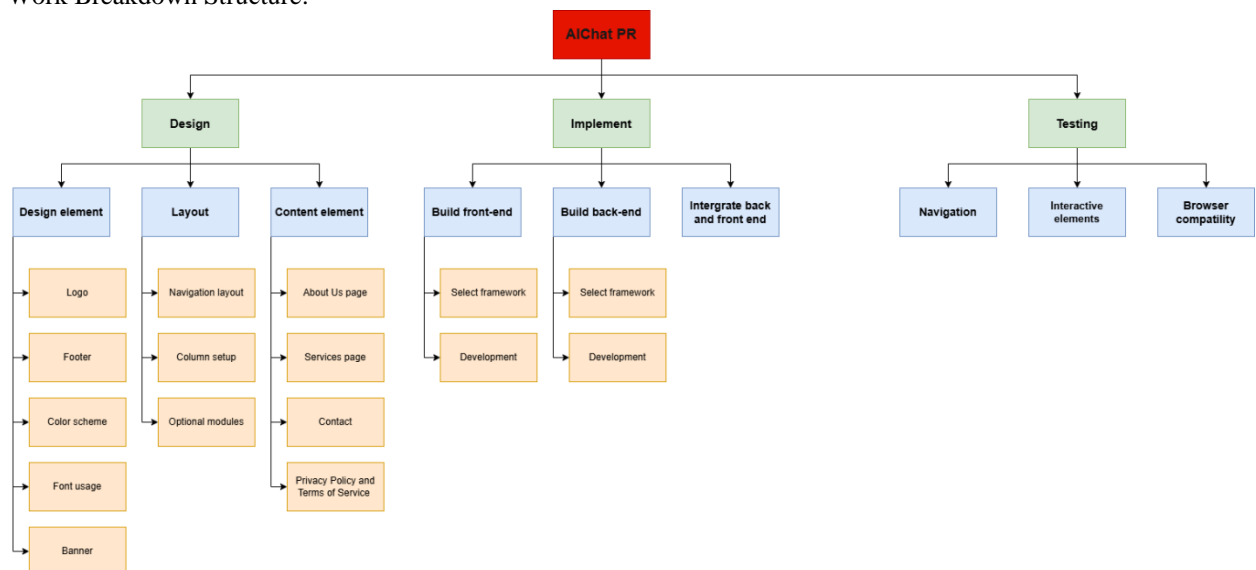 Work Breakdown Structure:
AIChat PR
Design
Implement
Testing
Design element
Layout
Content element
Build front-end
Build back-end
Intergrate back
and front end
Navigation
Interactive
elements
Browser
compatility
Logo
Navigation layout
About Us page
Select framework
Select framework
Footer
Column setup
Services page
Development
Development
Color scheme
Optional modules
Contact
Font usage
Privacy Policy and
Terms of Service
Banner